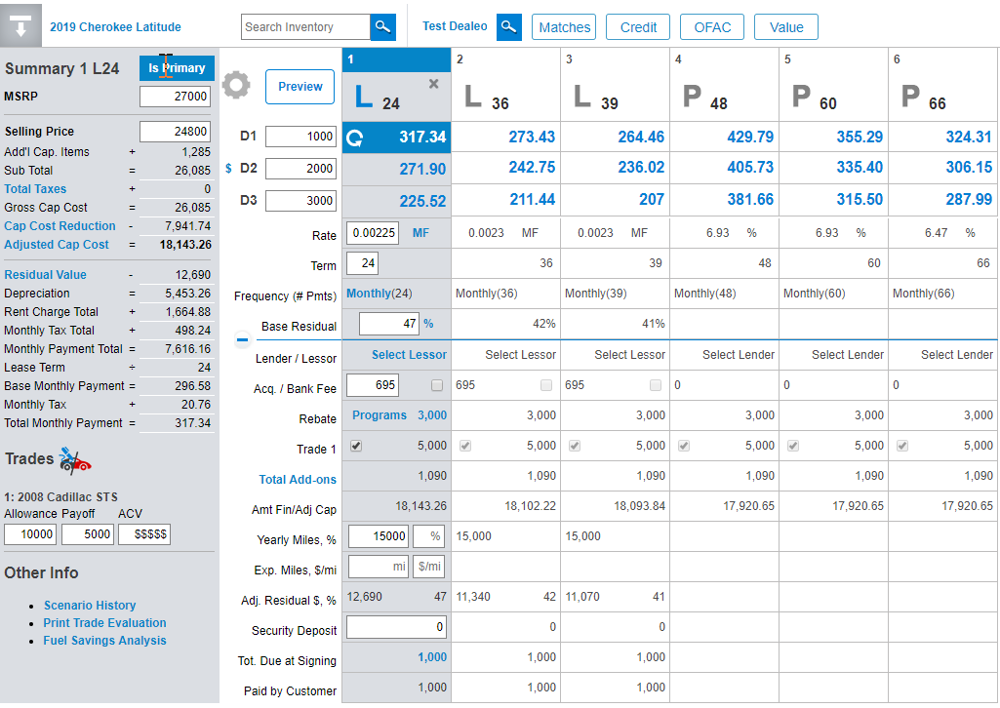 2019 Cherokee Latitude Search Inventory Test Dealeo Matches Credit OFAC Value
Summary 1 L24 Is Primary
MSRP 27000
Selling Price 24800
Add'l Cap. Items + 1,285
Sub Total = 26,085
Total Taxes + 0
Gross Cap Cost = 26,085
Cap Cost Reduction - 7,941.74
Adjusted Cap Cost = 18,143.26
Residual Value - 12,690
Depreciation = 5,453.26
Rent Charge Total + 1,664.88
Monthly Tax Total + 498.24
Monthly Payment Total = 7,616.16
Lease Term ÷ 24
Base Monthly Payment = 296.58
Monthly Tax + 20.76
Total Monthly Payment = 317.34
Trades
1: 2008 Cadillac STS
Allowance Payoff ACV
10000 5000 $$$$$
Other Info
• Scenario History
• Print Trade Evaluation
• Fuel Savings Analysis
1 2 3 4 5 6
Preview L 24 × L 36 L 39 P 48 P 60 P 66
D1 1000 317.34 273.43 264.46 429.79 355.29 324.31
$ D2 2000 271.90 242.75 236.02 405.73 335.40 306.15
D3 3000 225.52 211.44 207 381.66 315.50 287.99
Rate 0.00225 MF 0.0023 MF 0.0023 MF 6.93 % 6.93 % 6.47 %
Term 24 36 39 48 60 66
Frequency (# Pmts) Monthly(24) Monthly(36) Monthly(39) Monthly(48) Monthly(60) Monthly(66)
Base Residual 47 % 42% 41%
Lender / Lessor Select Lessor Select Lessor Select Lessor Select Lender Select Lender Select Lender
Acq. / Bank Fee 695 695 695 0 0 0
Rebate Programs 3,000 3,000 3,000 3,000 3,000 3,000
Trade 1 5,000 5,000 5,000 5,000 5,000 5,000
Total Add-ons 1,090 1,090 1,090 1,090 1,090 1,090
Amt Fin/Adj Cap 18,143.26 18,102.22 18,093.84 17,920.65 17,920.65 17,920.65
Yearly Miles, % 15000 % 15,000 15,000
Exp. Miles, $/mi mi $/mi
Adj. Residual $, % 12,690 47 11,340 42 11,070 41
Security Deposit 0 0 0
Tot. Due at Signing 1,000 1,000 1,000
Paid by Customer 1,000 1,000 1,000